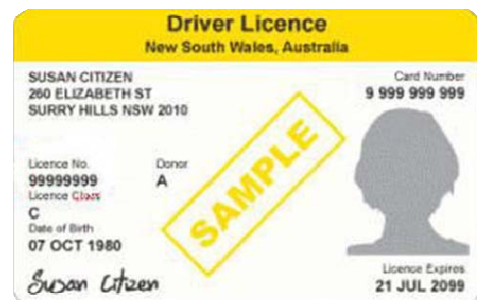 Driver Licence
New South Wales, Australia
SUSAN CITIZEN
260 ELIZABETH ST
SURRY HILLS NSW 2010
Card Number
9 999 999 999
Licence No.
99999999
Donor
A
Licence Class
C
Date of Birth
07 OCT 1980
SAMPLE
Susan Citizen
Licence Expires
21 JUL 2099